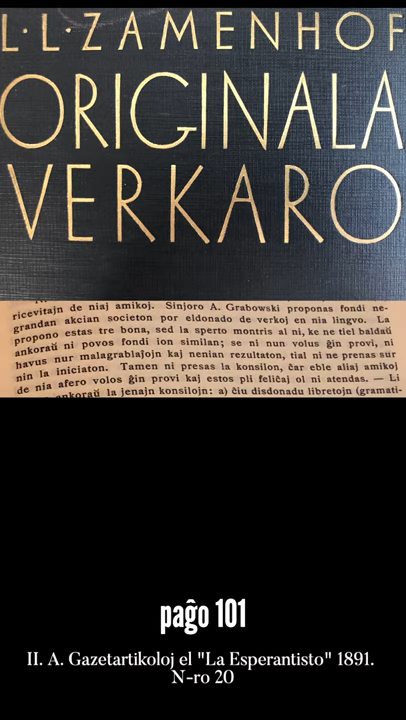 L·L·ZAMENHOF
ORIGINALA
VERKARO
ricevitajn de niaj amikoj. Sinjoro A. Grabowski proponas fondi ne-
grandan akcian societon por eldonado de verkoj en nia lingvo. La
propono estas tre bona, sed la sperto montris al ni, ke ne tiel baldaŭ
ankoraŭ ni povos fondi ion similan; se ni nun volus ĝin provi, ni
havus nur malagrablaĵojn kaj nenian rezultaton, tial ni ne prenas sur
nin la iniciaton. Tamen ni presas la konsilon, ĉar eble aliaj amikoj
de nia afero volos ĝin provi kaj estos pli feliĉaj ol ni atendas. — Li
ankoraŭ la jenajn konsilojn: a) ĉiu disdonadu libretojn (gramati-
paĝo 101
II. A. Gazetartikoloj el "La Esperantisto" 1891.
N-ro 20